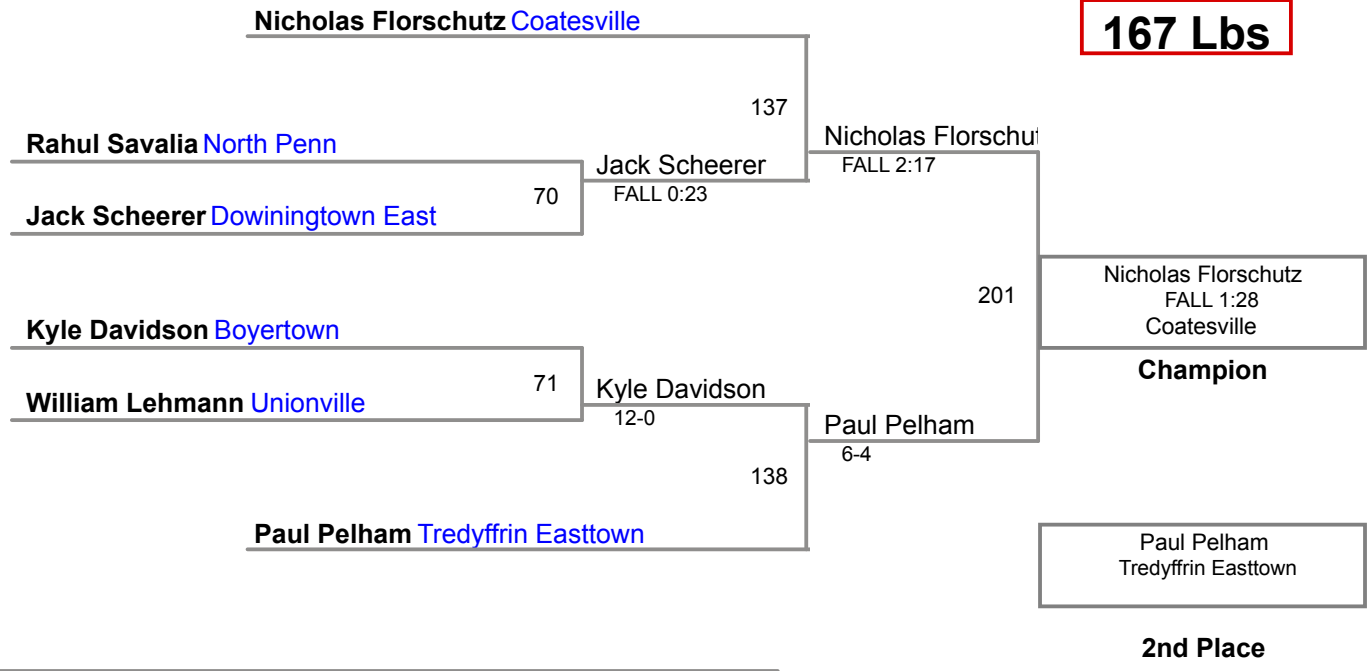 Nicholas Florschutz Coatesville
167 Lbs
137
Rahul Savalia North Penn
Nicholas Florschut
Jack Scheerer
FALL 2:17
70
FALL 0:23
Jack Scheerer Dowiningtown East
Nicholas Florschutz
201
FALL 1:28
Coatesville
Kyle Davidson Boyertown
Champion
71
Kyle Davidson
William Lehmann Unionville
12-0
Paul Pelham
6-4
138
Paul Pelham Tredyffrin Easttown
Paul Pelham
Tredyffrin Easttown
2nd Place